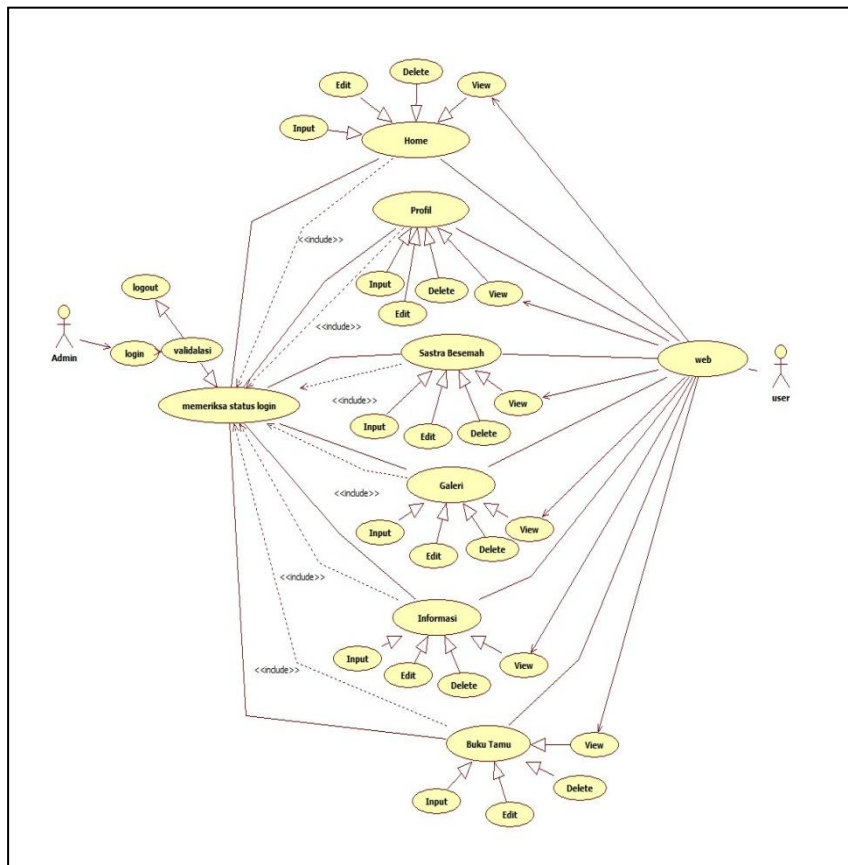 Delete
Edit
View
Input
Home
Profil
<<include>>
Input
Delete
View
Edit
logout
<<include>>
Admin
login
validalasi
Sastra Besemah
web
user
memeriksa status login
<<include>>
View
Input
Edit
Delete
Galeri
<<include>>
Input
View
Edit
Delete
<<include>>
Informasi
Input
View
Edit
Delete
<<include>>
Buku Tamu
View
Delete
Input
Edit